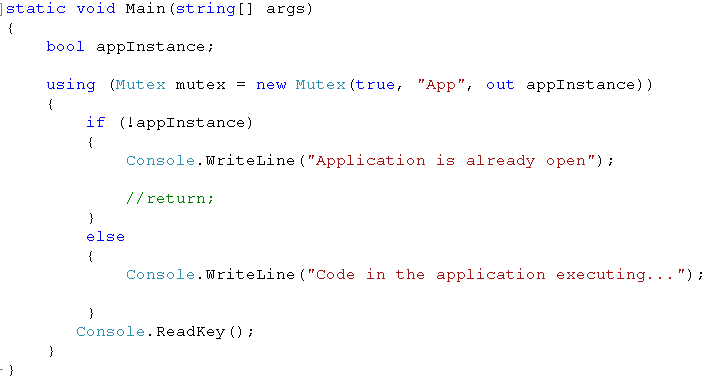 static void Main(string[] args)
{
bool appInstance;
using (Mutex mutex = new Mutex(true, "App", out appInstance))
{
if (!appInstance)
{
Console.WriteLine("Application is already open");
//return;
}
else
{
Console.WriteLine("Code in the application executing...");
}
Console.ReadKey();
}
}